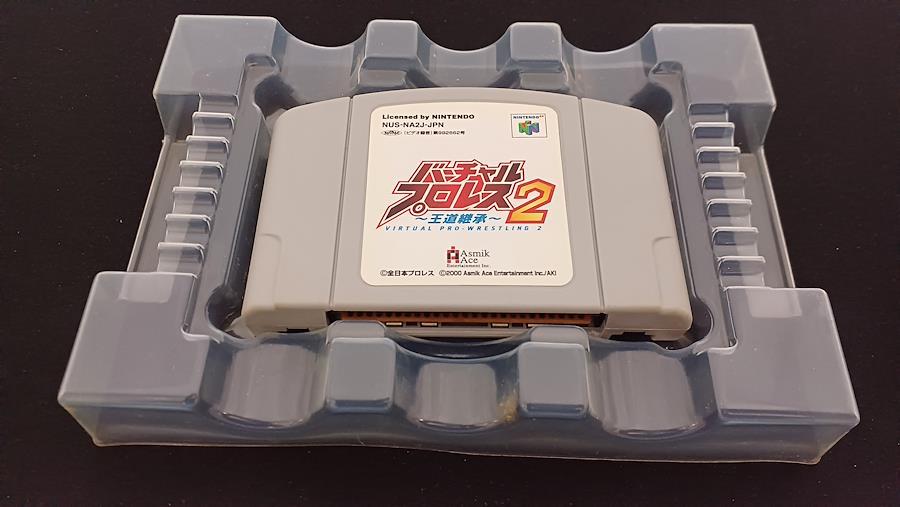 Licensed by NINTENDO
NUS-NA2J-JPN
(ビデオ録音)第992662号
NINTENDO64
バーチャル
プロレス2
~王道継承~
VIRTUAL PRO-WRESTLING 2
Asmik
Ace
Entertainment Inc.
©全日本プロレス ©2000 Asmik Ace Entertainment Inc./AKI